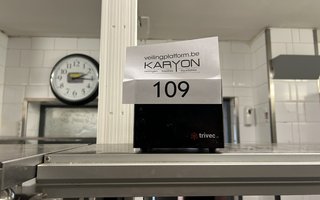 veilingplatform.be
KARYON
109
trivec